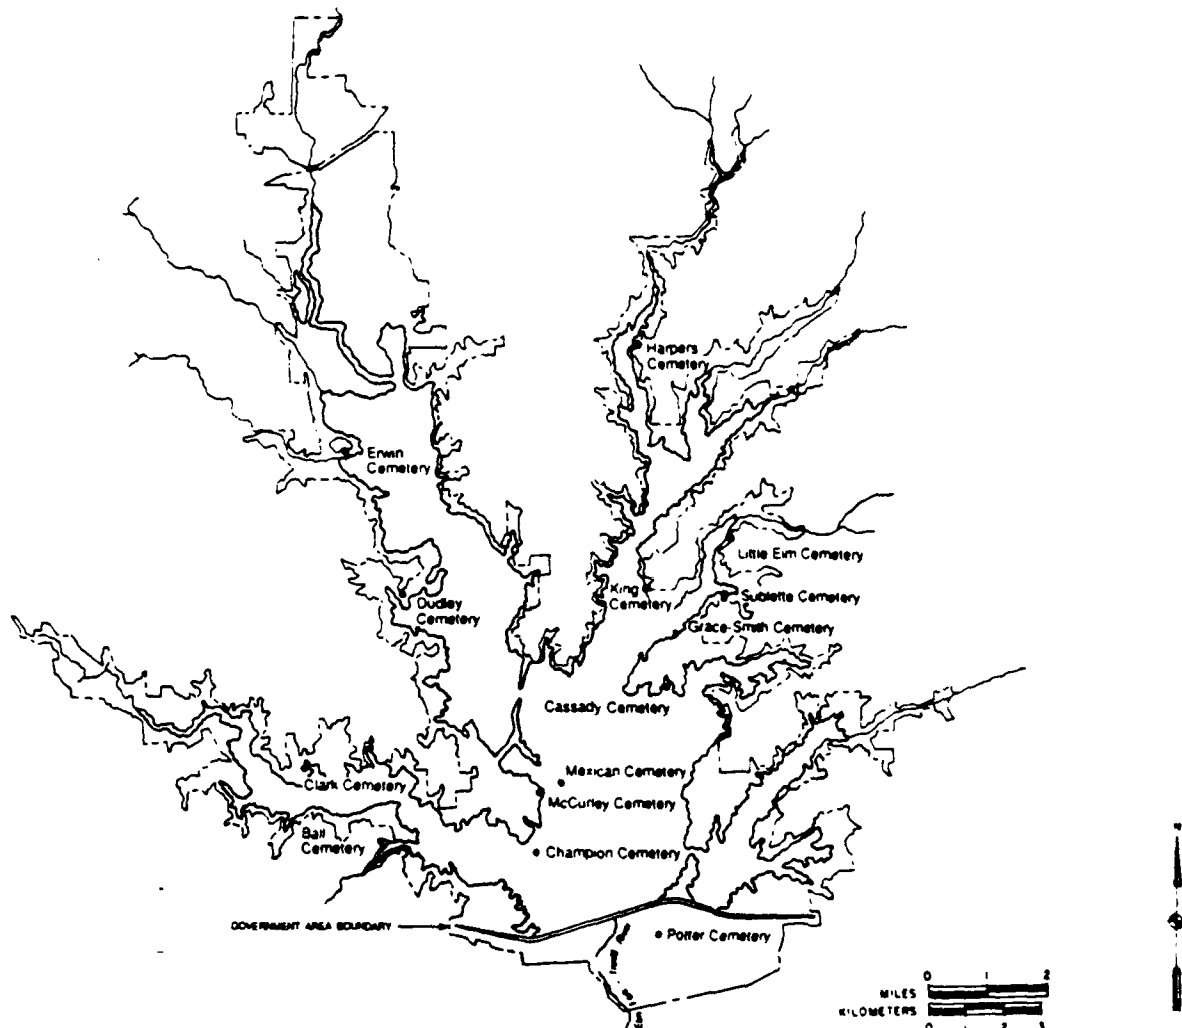 Harpers
Cemetery
Erwin
Cemetery
Little Elm Cemetery
King
Cemetery
Sublette Cemetery
Dudley
Cemetery
Grace-Smith Cemetery
Cassady Cemetery
Mexican Cemetery
Clark Cemetery
McCurley Cemetery
Ball
Cemetery
Champion Cemetery
GOVERNMENT AREA BOUNDARY
Potter Cemetery
0 1 2
MILES
KILOMETERS
0 1 2 3
N